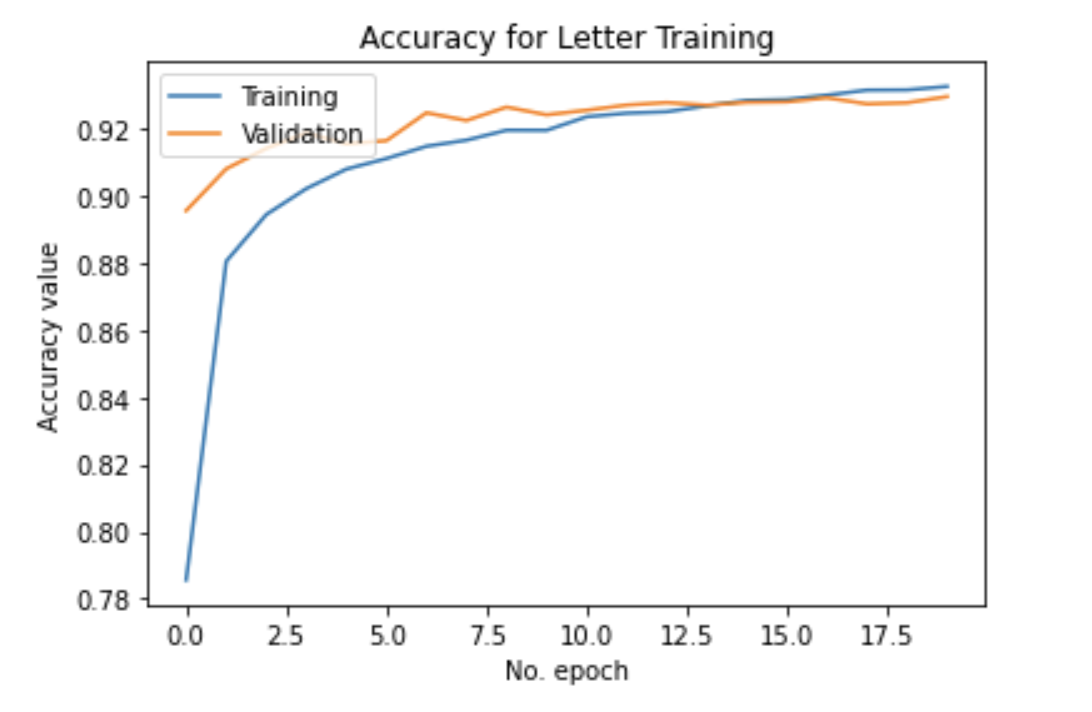 Accuracy for Letter Training
Training
Validation
0.92
0.90
0.88
0.86
0.84
0.82
0.80
0.78
Accuracy value
0.0 2.5 5.0 7.5 10.0 12.5 15.0 17.5
No. epoch